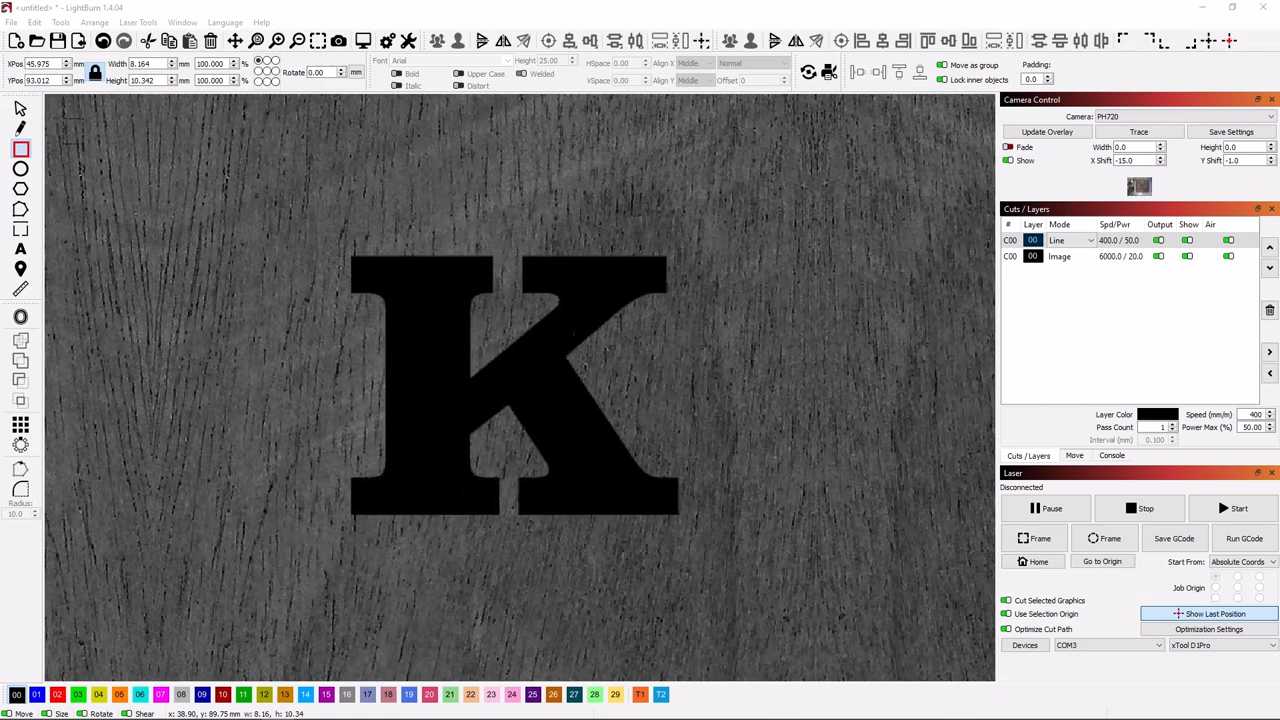 <untitled> * - LightBurn 1.4.04
File Edit Tools Arrange Laser Tools Window Language Help
XPos 45.975 mm Width 8.164 mm 100.000 %
YPos 93.012 mm Height 10.342 mm 100.000 %
Rotate 0.00 mm
Font Arial Height 25.00
Bold Upper Case Welded
Italic Distort
HSpace 0.00 Align X Middle Normal
VSpace 0.00 Align Y Middle Offset 0
Move as group
Lock inner objects
Padding:
0.0
Camera Control
Camera: PH720
Update Overlay Trace Save Settings
Fade Width 0.0 Height 0.0
Show X Shift -15.0 Y Shift -1.0
Cuts / Layers
# Layer Mode Spd/Pwr Output Show Air
C00 00 Line 400.0 / 50.0
C00 00 Image 6000.0 / 20.0
K
Layer Color Speed (mm/m) 400
Pass Count 1 Power Max (%) 50.00
Interval (mm) 0.100
Cuts / Layers Move Console
Laser
Disconnected
Pause Stop Start
Frame Frame Save GCode Run GCode
Home Go to Origin Start From: Absolute Coords
Job Origin
Cut Selected Graphics
Use Selection Origin Show Last Position
Optimize Cut Path Optimization Settings
Devices COM3 xTool D1Pro
Radius:
10.0
00 01 02 03 04 05 06 07 08 09 10 11 12 13 14 15 16 17 18 19 20 21 22 23 24 25 26 27 28 29 T1 T2
Move Size Rotate Shear x: 38.90, y: 89.75 mm w: 8.16, h: 10.34